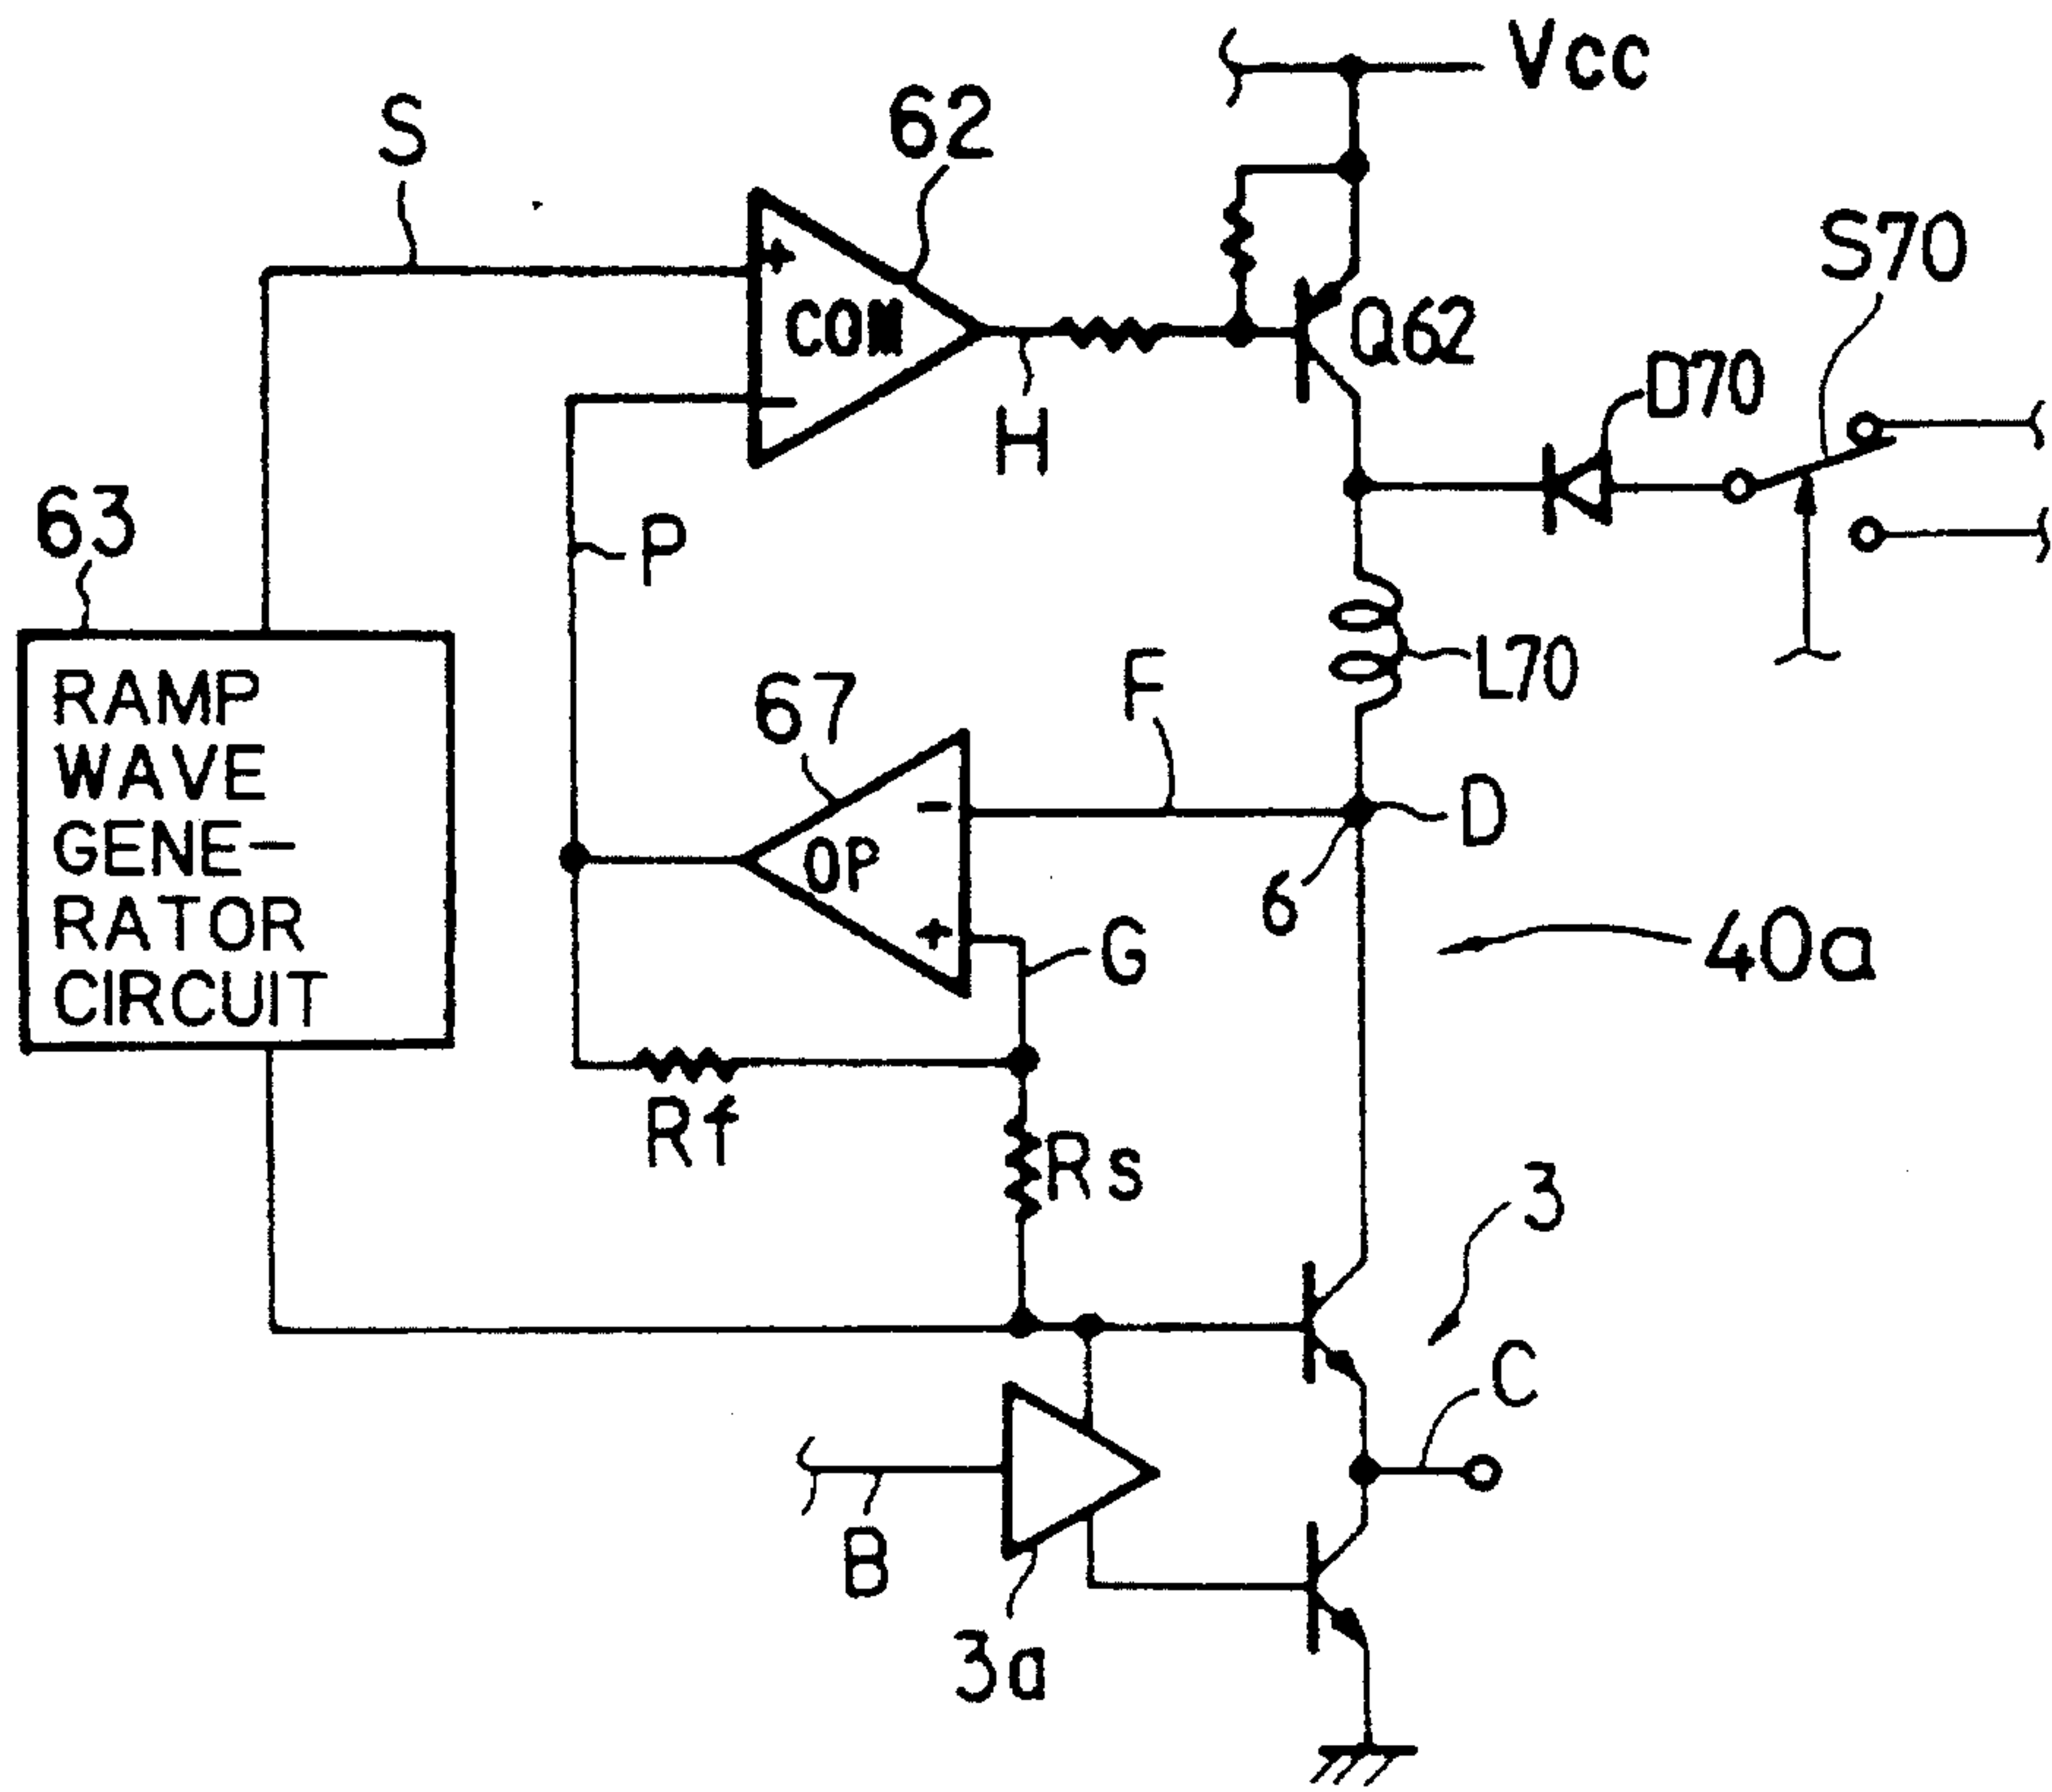 Vcc
S
62
S70
+
COM
Q62
D70
H
−
63
P
RAMP
WAVE
GENE-
RATOR
CIRCUIT
L70
F
67
-
D
OP
6
+
G
40a
Rf
Rs
3
C
B
3a